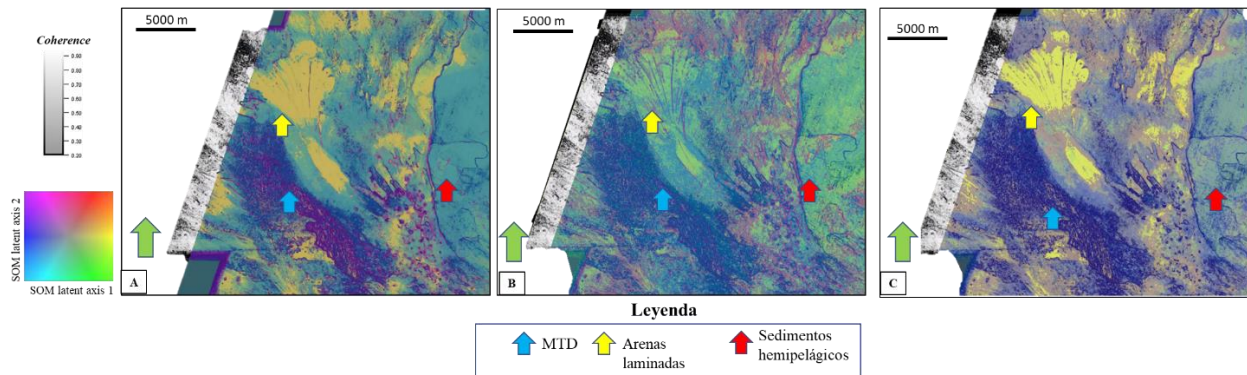 5000 m
5000 m
5000 m
Coherence
0.90
0.80
0.70
0.60
0.50
0.40
0.30
0.20
SOM latent axis 2
SOM latent axis 1
A
B
C
Leyenda
MTD
Arenas
laminadas
Sedimentos
hemipelágicos